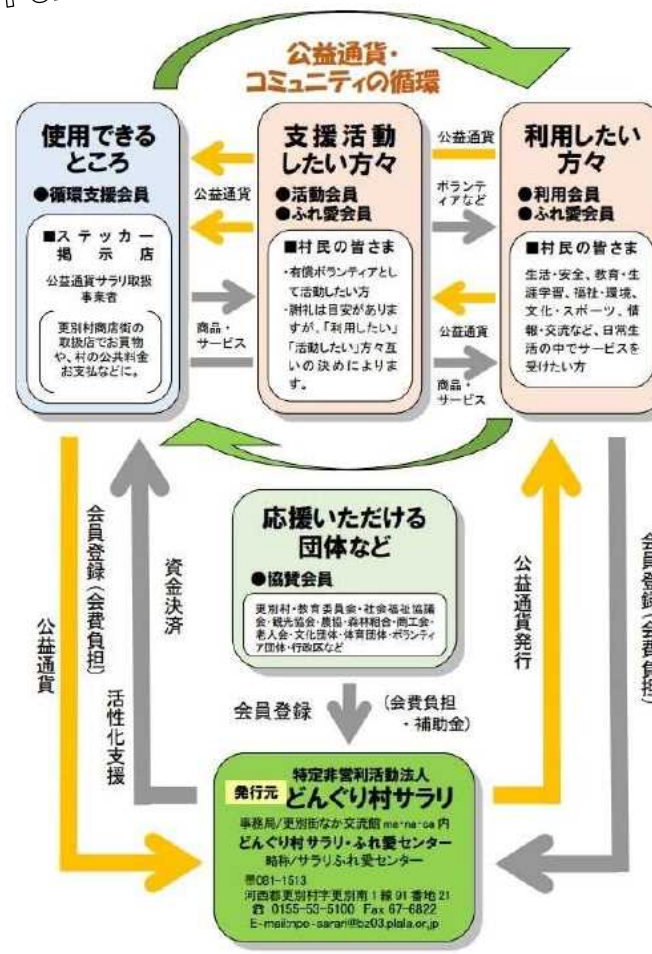 公益通貨・
コミュニティの循環
使用できる
ところ
●循環支援会員
■ステッカー
掲示店
公益通貨サラリ取扱
事業者
更別村商店街の
取扱店でお買物
や、村の公共料金
お支払などに。
公益通貨
商品・
サービス
支援活動
したい方々
●活動会員
●ふれ愛会員
■村民の皆さま
・有償ボランティアとし
て活動したい方
・謝礼は目安がありま
すが、「利用したい」
「活動したい」方々互
いの決めによりま
す。
公益通貨
ボランテ
ィアなど
公益通貨
商品・
サービス
利用したい
方々
●利用会員
●ふれ愛会員
■村民の皆さま
生活・安全、教育・生
涯学習、福祉・環境、
文化・スポーツ、情
報・交流など、日常生
活の中でサービスを
受けたい方
公益通貨
会員登録(会費負担)
活性化支援
資金決済
応援いただける
団体など
●協賛会員
更別村・教育委員会・社会福祉協議
会・観光協会・農協・森林組合・商工会・
老人会・文化団体・体育団体・ボランティ
ア団体・行政区など
会員登録
(会費負担
・補助金)
公益通貨発行
会員登録(会費負担)
特定非営利活動法人
発行元 どんぐり村サラリ
事務局/更別街なか交流館 ma・na・ca 内
どんぐり村サラリ・ふれ愛センター
略称/サラリふれ愛センター
〒081-1513
河西郡更別村字更別南1線91番地21
☎ 0155-53-5100 Fax 67-6822
E-mail:npo-sarari@bz03.plala.or.jp